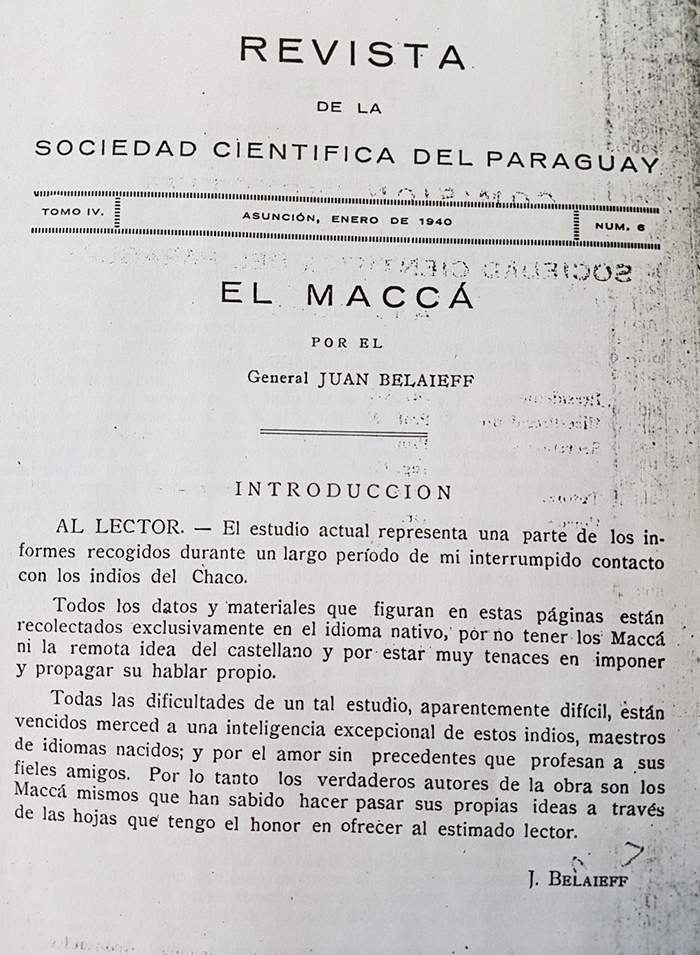 REVISTA
DE LA
SOCIEDAD CIENTIFICA DEL PARAGUAY
TOMO IV. ASUNCIÓN, ENERO DE 1940 NUM. 6
EL MACCÁ
POR EL
General JUAN BELAIEFF
INTRODUCCION
AL LECTOR. — El estudio actual representa una parte de los in-
formes recogidos durante un largo período de mi interrumpido contacto
con los indios del Chaco.
Todos los datos y materiales que figuran en estas páginas están
recolectados exclusivamente en el idioma nativo, por no tener los Maccá
ni la remota idea del castellano y por estar muy tenaces en imponer
y propagar su hablar propio.
Todas las dificultades de un tal estudio, aparentemente difícil, están
vencidos merced a una inteligencia excepcional de estos indios, maestros
de idiomas nacidos; y por el amor sin precedentes que profesan a sus
fieles amigos. Por lo tanto los verdaderos autores de la obra son los
Maccá mismos que han sabido hacer pasar sus propias ideas a través
de las hojas que tengo el honor en ofrecer al estimado lector.
J. BELAIEFF